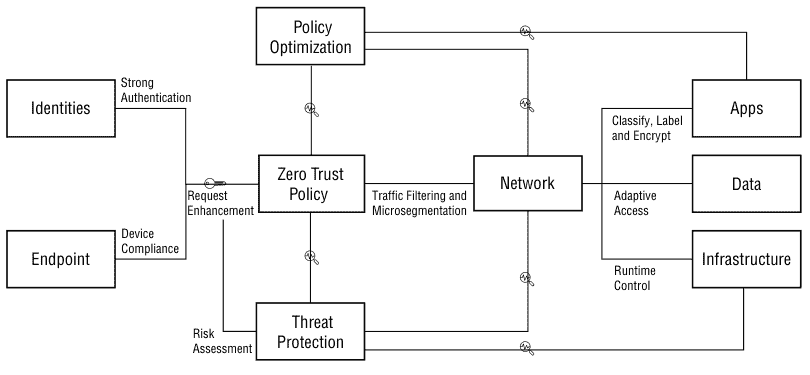 Policy
Optimization
Strong
Authentication
Identities
Apps
Classify, Label
and Encrypt
Zero Trust
Policy
Network
Data
Request
Enhancement
Traffic Filtering and
Microsegmentation
Adaptive
Access
Device
Compliance
Endpoint
Infrastructure
Runtime
Control
Threat
Protection
Risk
Assessment